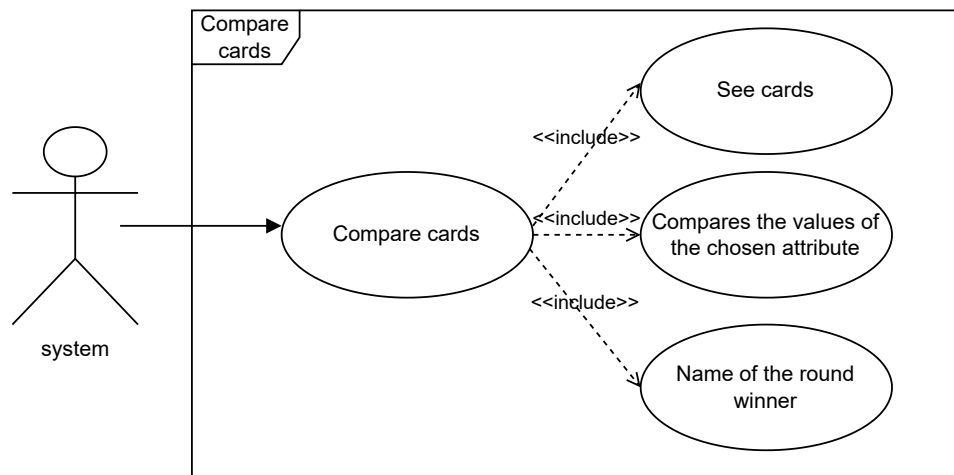 Compare
cards
See cards
<<include>>
Compare cards
<<include>>
Compares the values of
the chosen attribute
<<include>>
system
Name of the round
winner